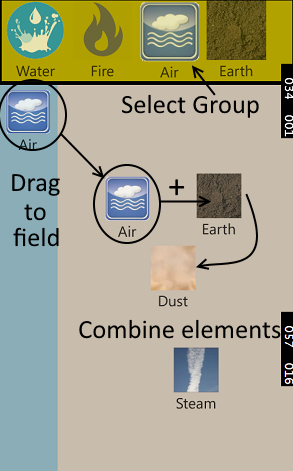 Water Fire Air Earth
Select Group
034 001
Air
Drag
to
field
+
Air
Earth
Dust
Combine elements
057 016
Steam